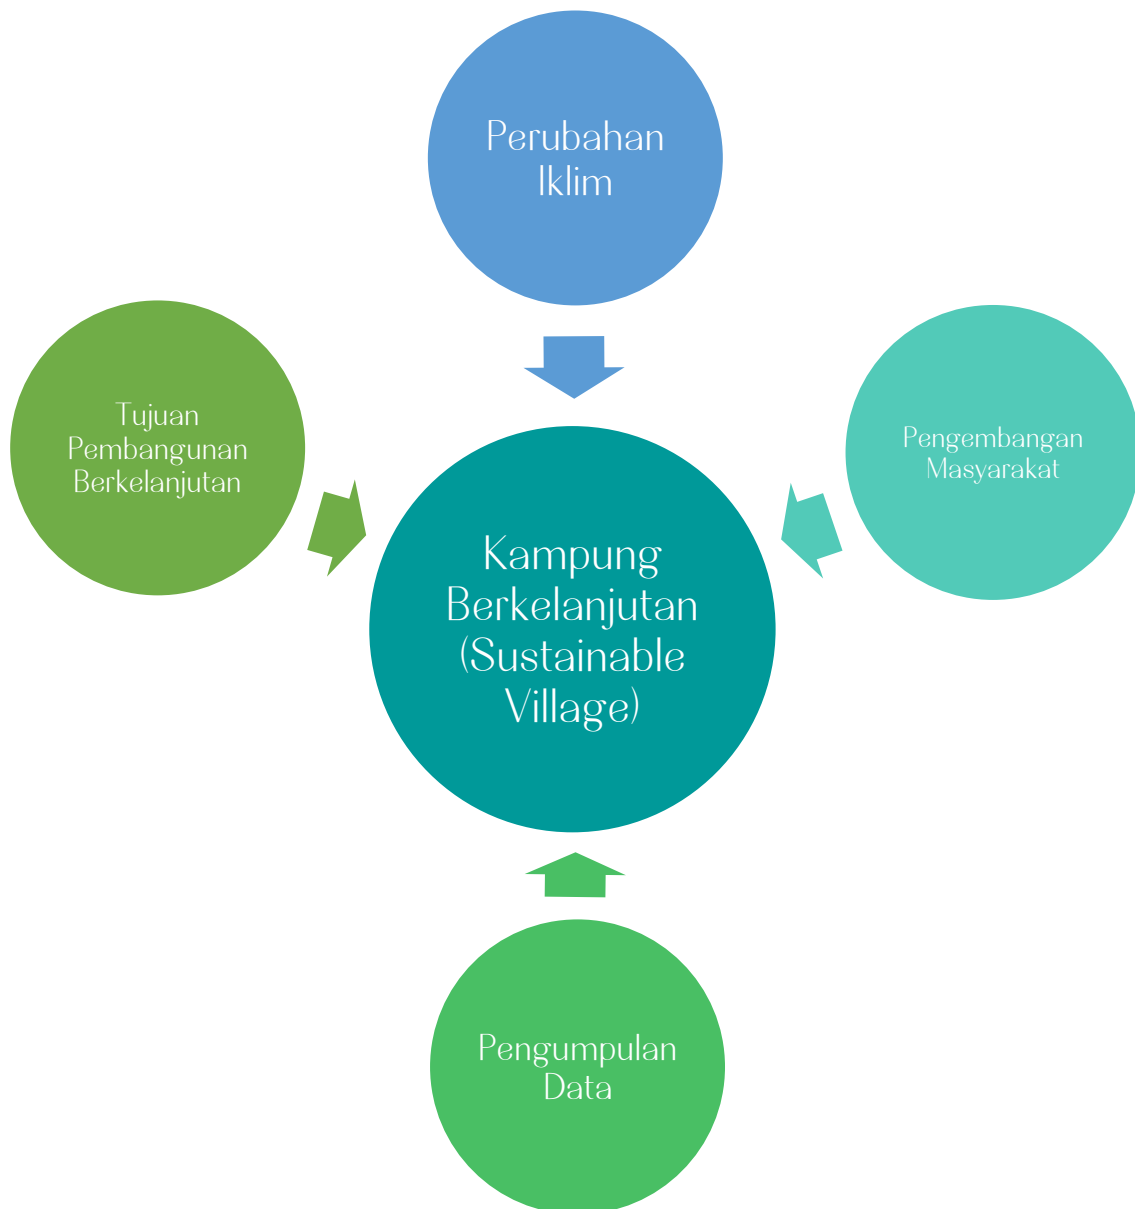 Perubahan
Iklim
Tujuan
Pembangunan
Berkelanjutan
Pengembangan
Masyarakat
Kampung
Berkelanjutan
(Sustainable
Village)
Pengumpulan
Data